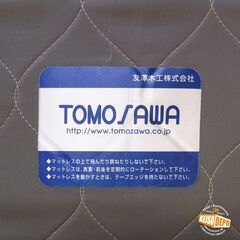 友澤木工株式会社
TOMOSAWA
http://www.tomozawa.co.jp
◆マットレスの上で飛んだり跳ねたりしないで下さい。
◆マットレスは、表裏・前後を定期的にローテーションして下さい。
◆マットレスを動かすときは、テープエッジを持たないで下さい。